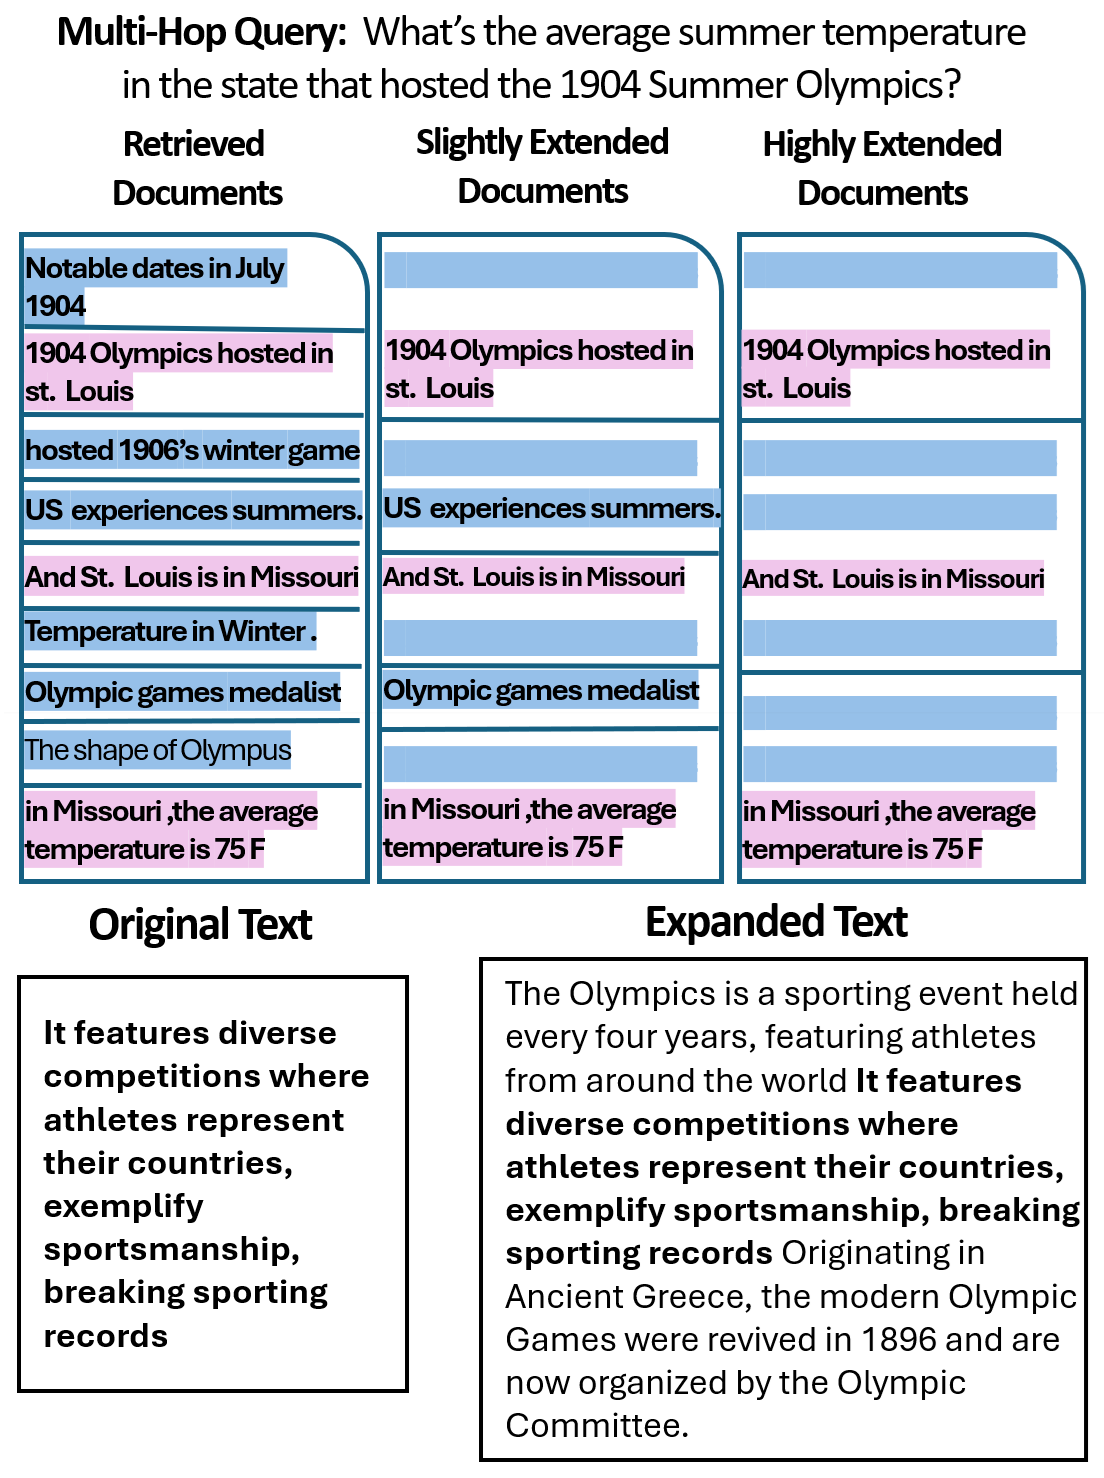 Multi-Hop Query: What's the average summer temperature
in the state that hosted the 1904 Summer Olympics?
Retrieved
Documents
Notable dates in July
1904
1904 Olympics hosted in
st. Louis
hosted 1906's winter game
US experiences summers.
And St. Louis is in Missouri
Temperature in Winter .
Olympic games medalist
The shape of Olympus
in Missouri ,the average
temperature is 75 F
Slightly Extended
Documents
1904 Olympics hosted in
st. Louis
US experiences summers.
And St. Louis is in Missouri
Olympic games medalist
in Missouri ,the average
temperature is 75 F
Highly Extended
Documents
1904 Olympics hosted in
st. Louis
And St. Louis is in Missouri
in Missouri ,the average
temperature is 75 F
Original Text
It features diverse
competitions where
athletes represent
their countries,
exemplify
sportsmanship,
breaking sporting
records
Expanded Text
The Olympics is a sporting event held
every four years, featuring athletes
from around the world It features
diverse competitions where
athletes represent their countries,
exemplify sportsmanship, breaking
sporting records Originating in
Ancient Greece, the modern Olympic
Games were revived in 1896 and are
now organized by the Olympic
Committee.